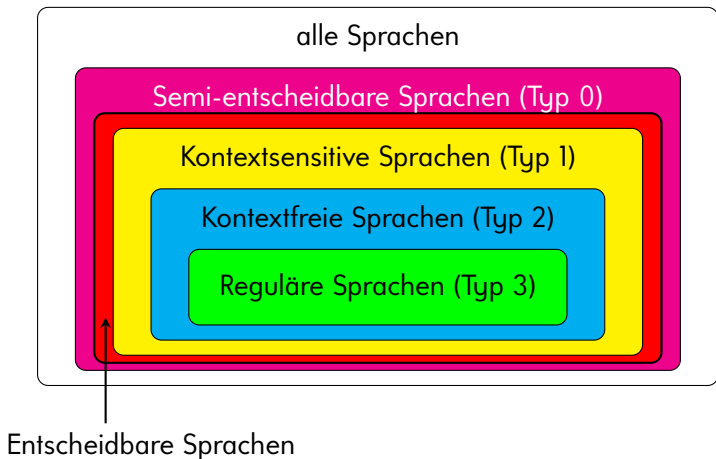 alle Sprachen
Semi-entscheidbare Sprachen (Typ 0)
Kontextsensitive Sprachen (Typ 1)
Kontextfreie Sprachen (Typ 2)
Reguläre Sprachen (Typ 3)
Entscheidbare Sprachen